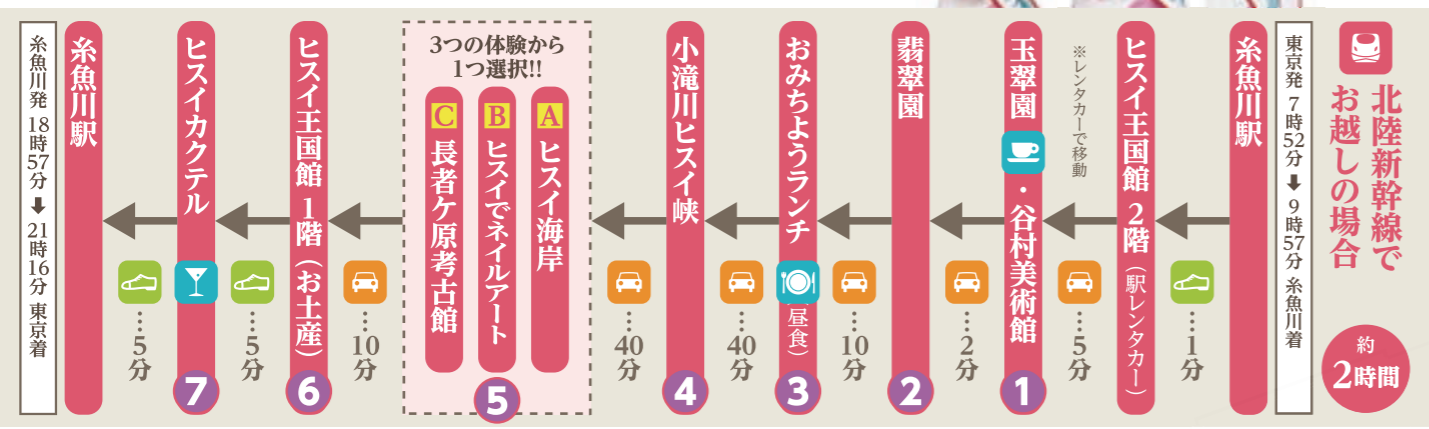 北陸新幹線で
お越しの場合
約
2時間
東京発 7時52分➡9時57分 糸魚川着
糸魚川駅
…1分
ヒスイ王国館 2階（駅レンタカー）
※レンタカーで移動
…5分
玉翠園・谷村美術館
1
…2分
翡翠園
2
…10分
おみちようランチ
（昼食）
3
…40分
小滝川ヒスイ峡
4
…40分
3つの体験から
1つ選択!!
A ヒスイ海岸
B ヒスイでネイルアート
C 長者ケ原考古館
5
…10分
ヒスイ王国館 1階（お土産）
6
…5分
ヒスイカクテル
7
…5分
糸魚川駅
糸魚川発 18時57分➡21時16分 東京着